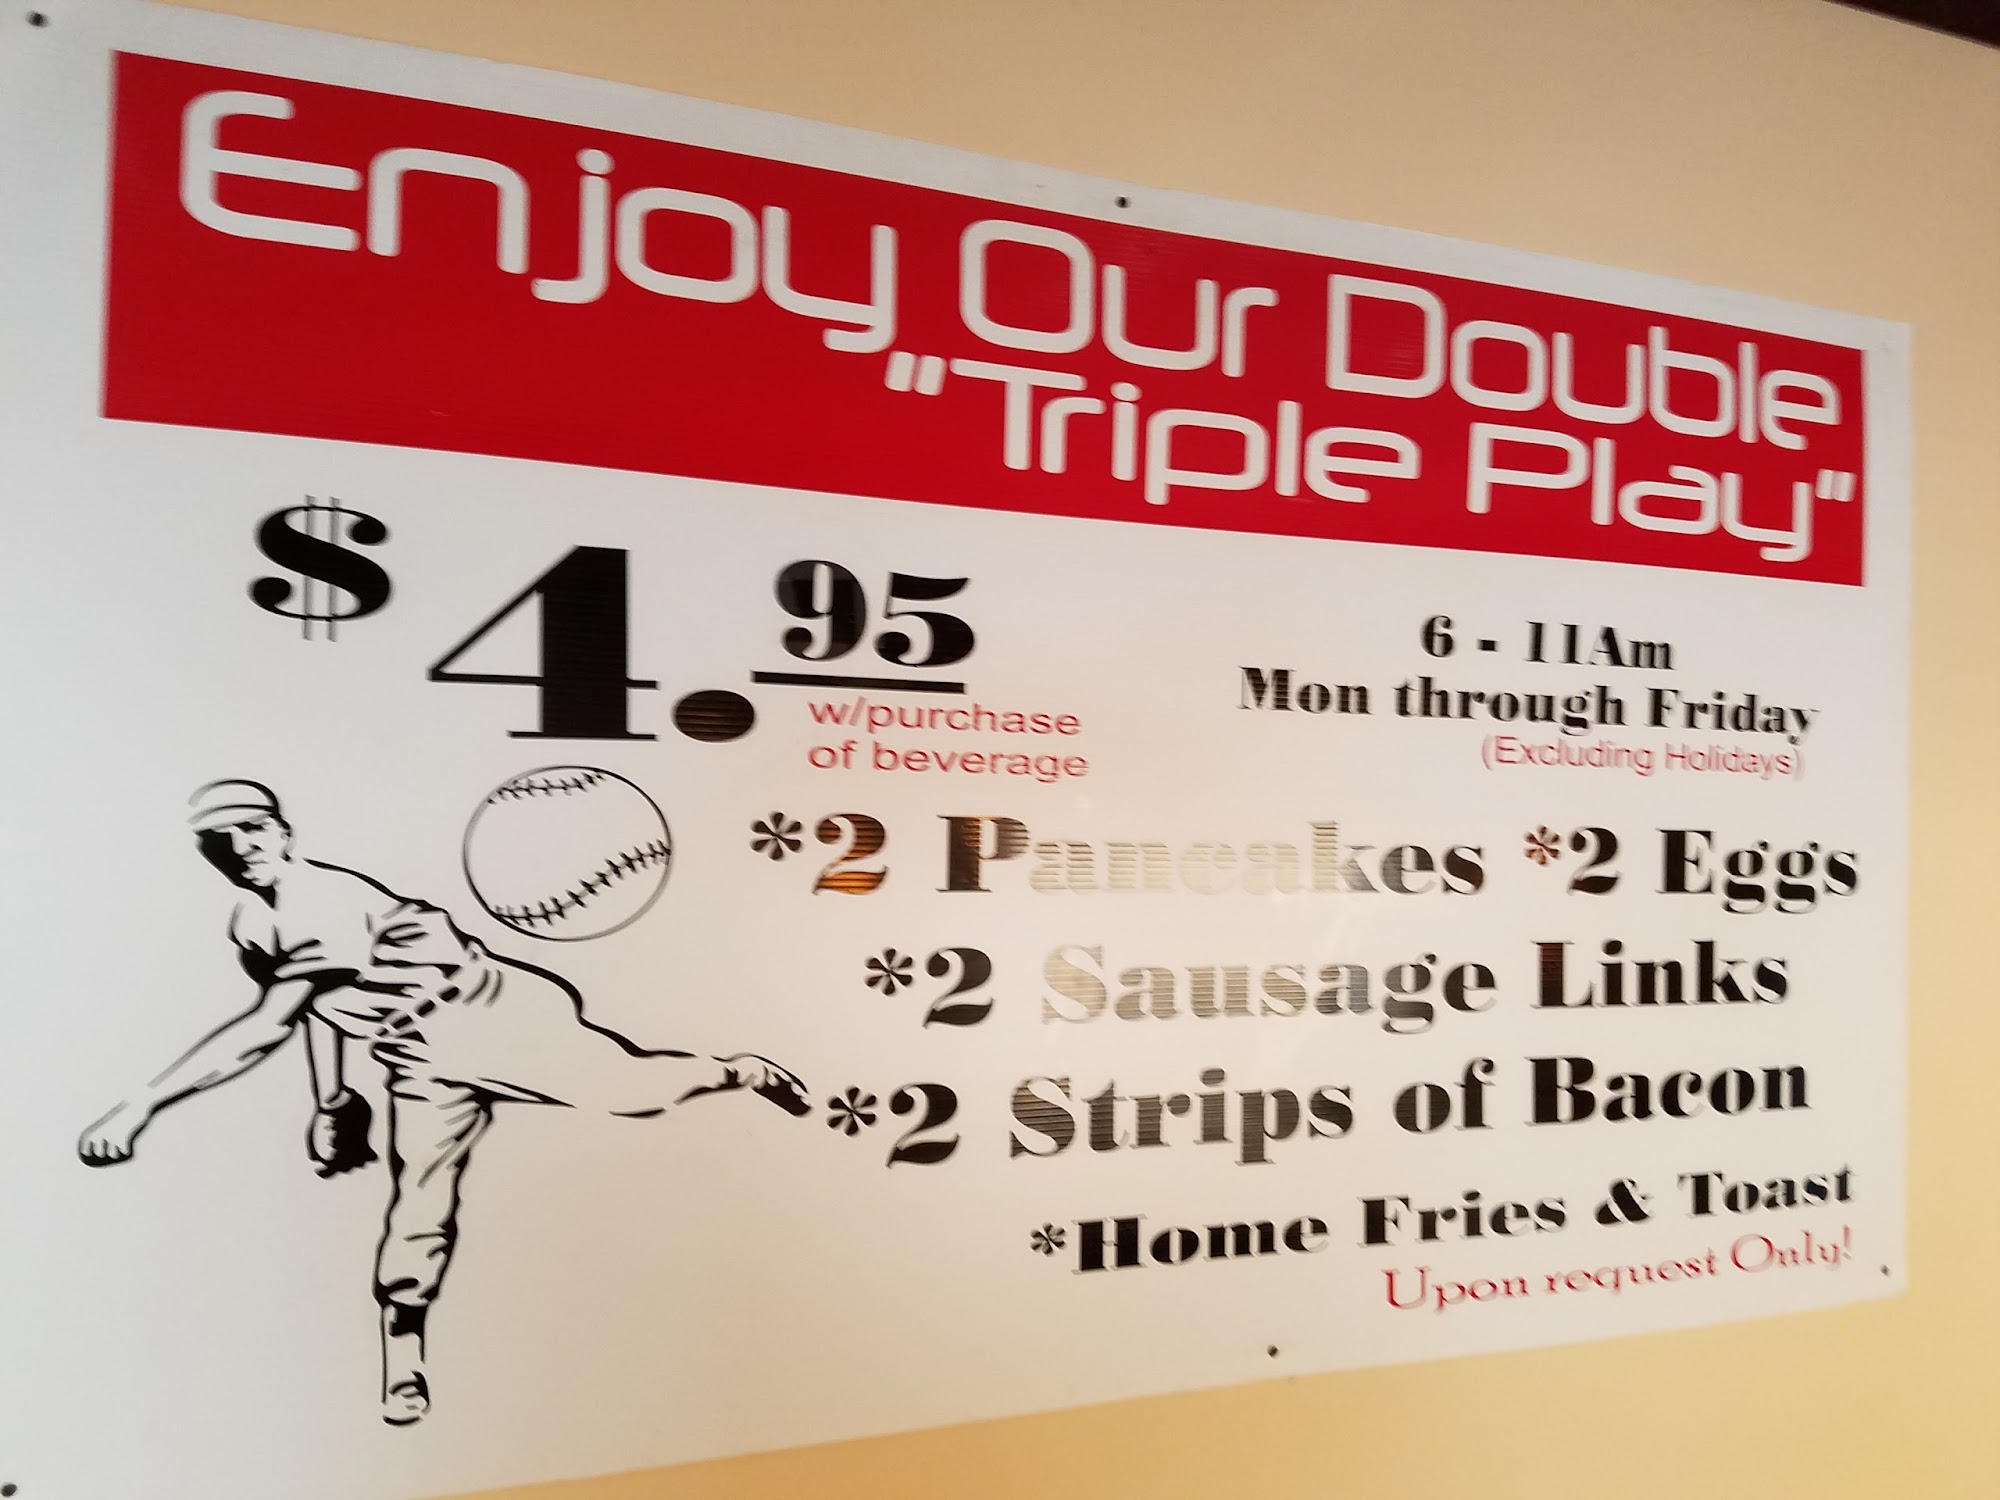 Enjoy Our Double
"Triple Play"
$4.95
w/purchase
of beverage
6 - 11Am
Mon through Friday
(Excluding Holidays)
*2 Pancakes *2 Eggs
*2 Sausage Links
*2 Strips of Bacon
*Home Fries & Toast
Upon request Only!